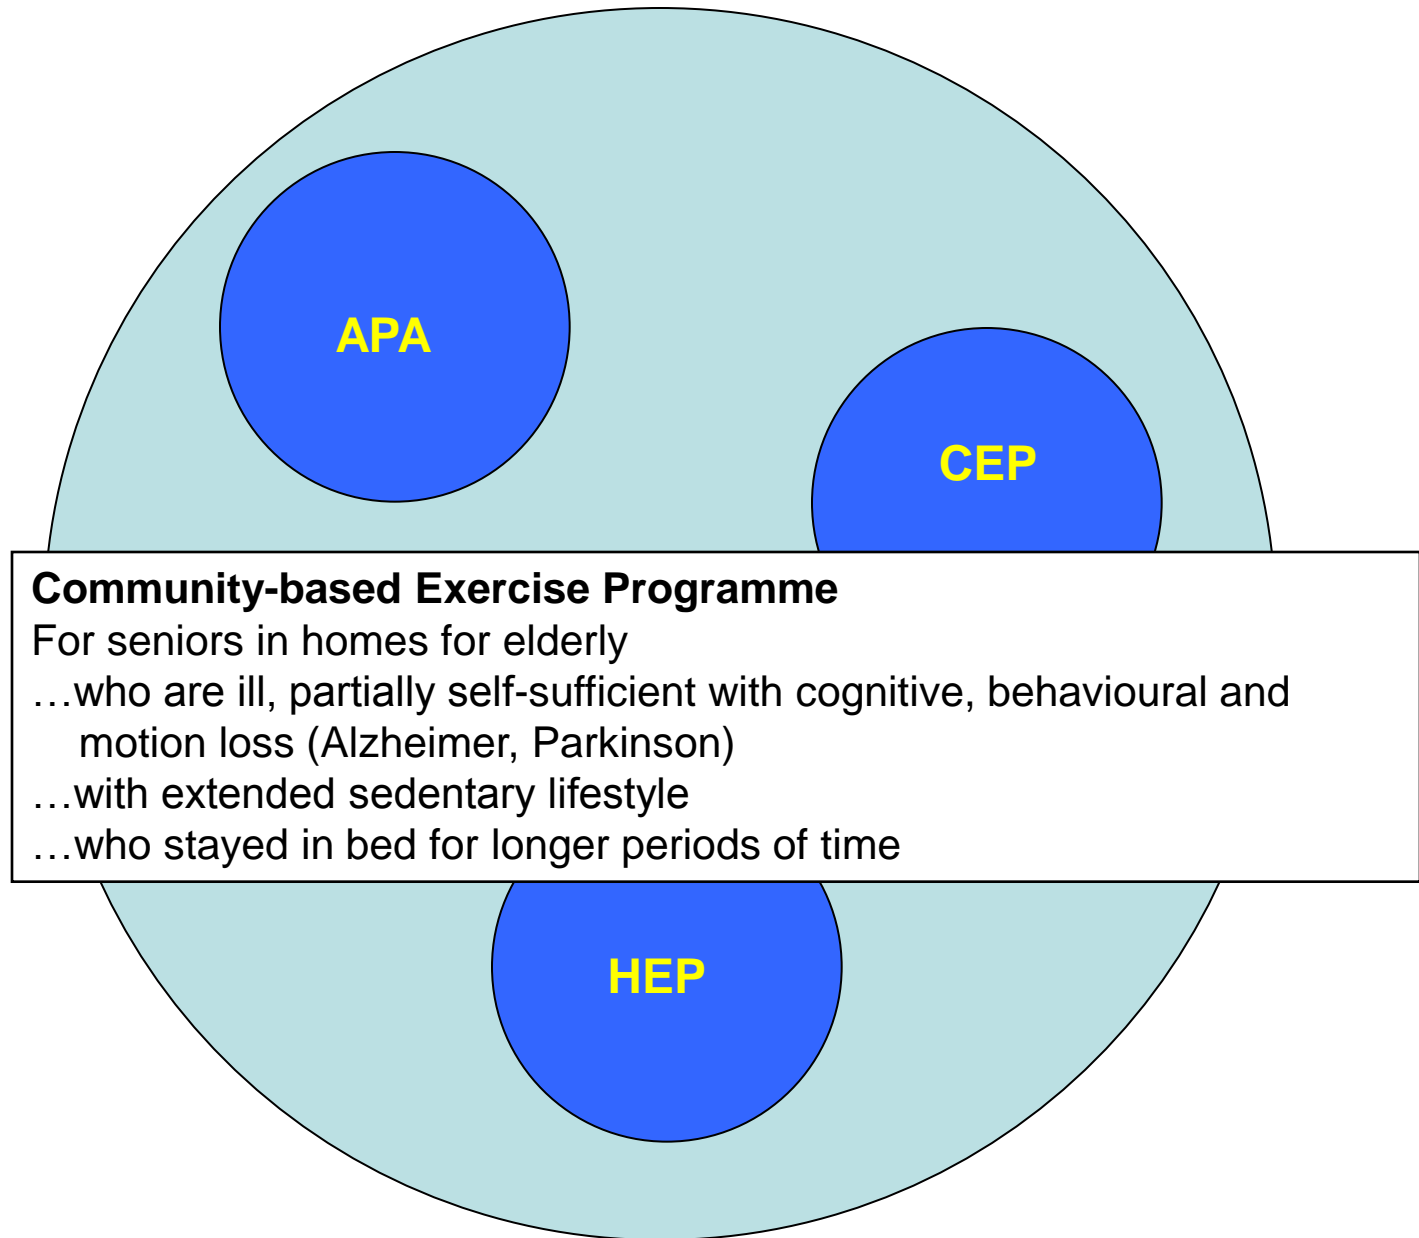 APA
CEP
Community-based Exercise Programme
For seniors in homes for elderly
…who are ill, partially self-sufficient with cognitive, behavioural and
motion loss (Alzheimer, Parkinson)
…with extended sedentary lifestyle
…who stayed in bed for longer periods of time
HEP